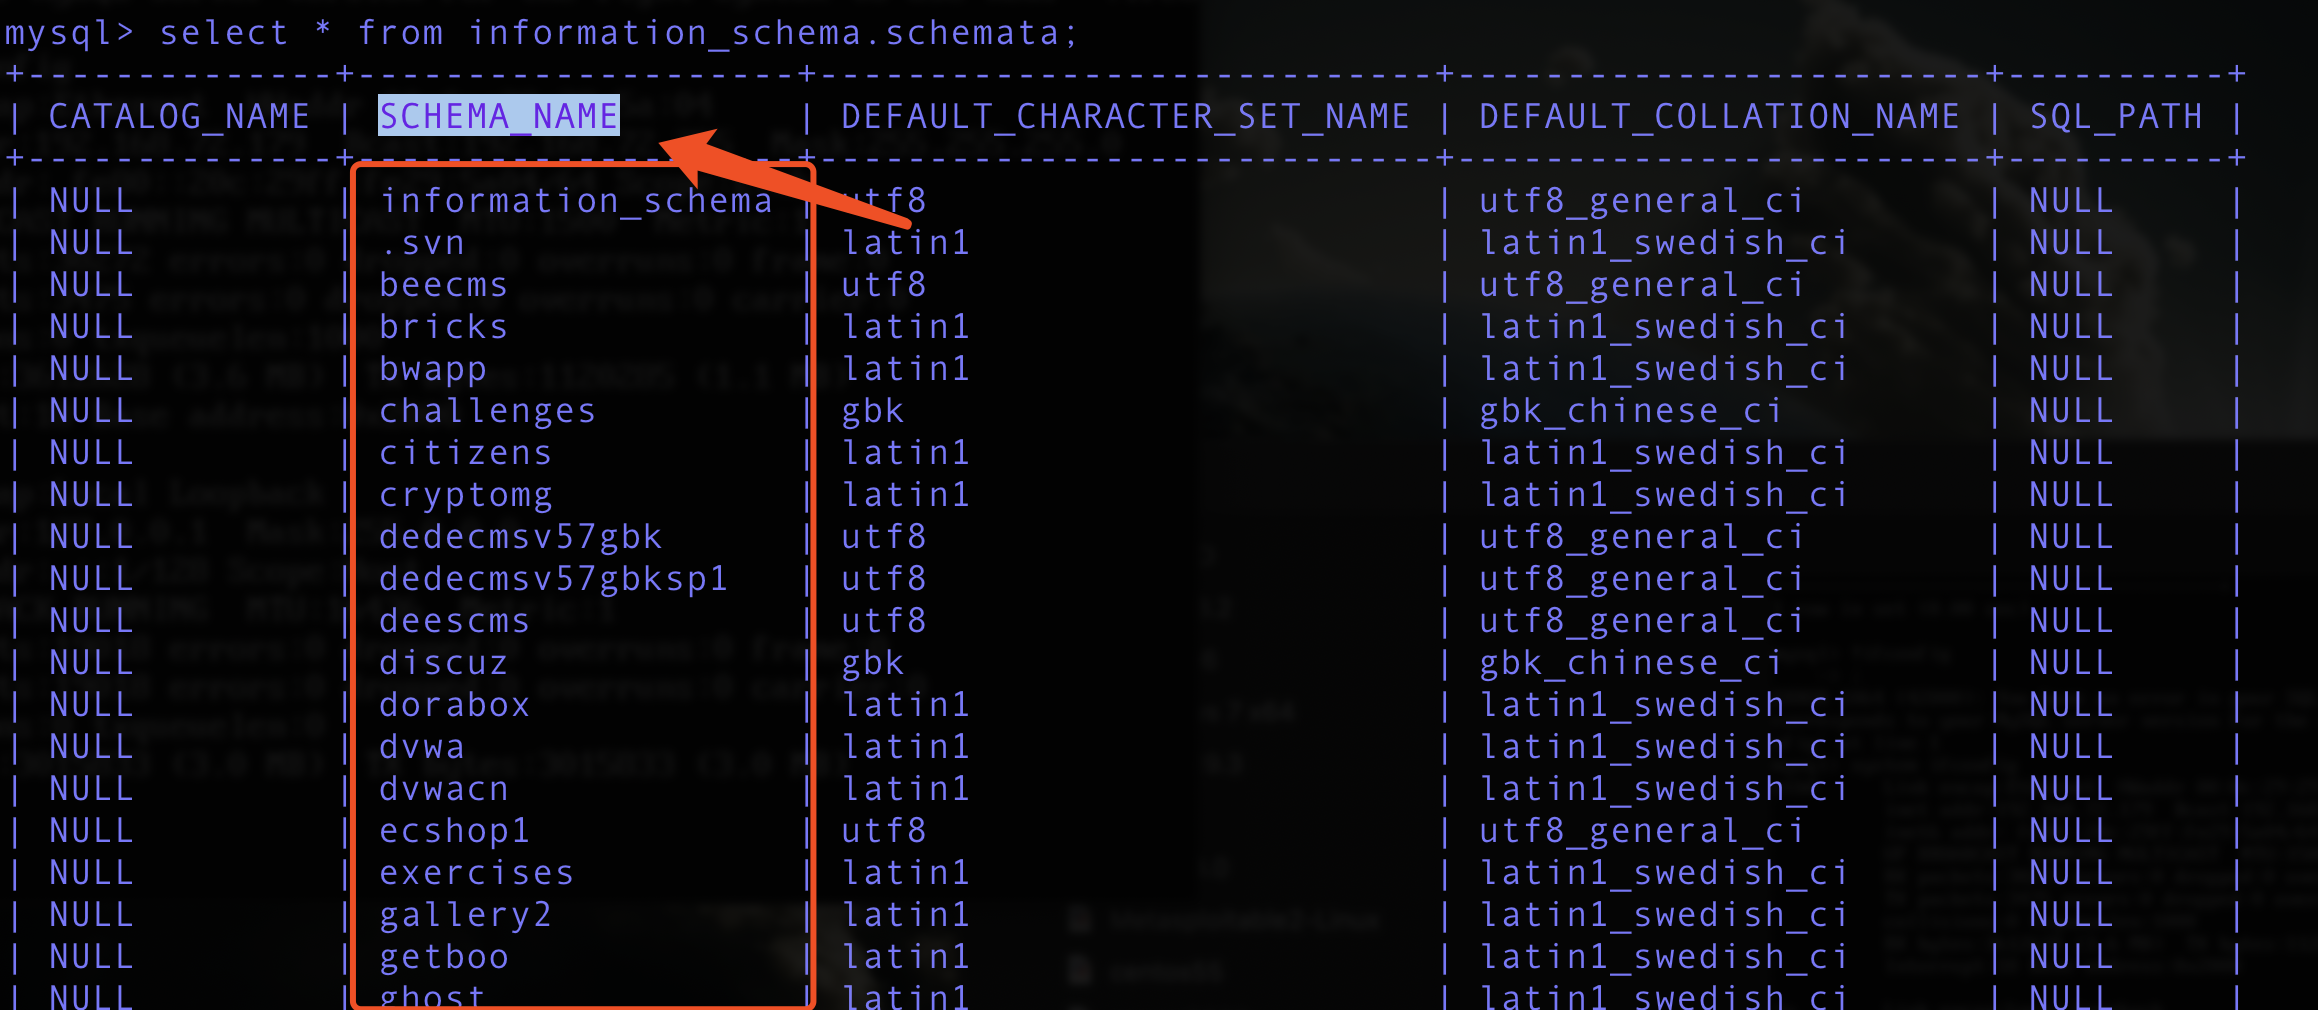 mysql> select * from information_schema.schemata;
+--------------+--------------------+----------------------------+------------------------+----------+
| CATALOG_NAME | SCHEMA_NAME        | DEFAULT_CHARACTER_SET_NAME | DEFAULT_COLLATION_NAME | SQL_PATH |
+--------------+--------------------+----------------------------+------------------------+----------+
| NULL         | information_schema | utf8                       | utf8_general_ci        | NULL     |
| NULL         | .svn               | latin1                     | latin1_swedish_ci      | NULL     |
| NULL         | beecms             | utf8                       | utf8_general_ci        | NULL     |
| NULL         | bricks             | latin1                     | latin1_swedish_ci      | NULL     |
| NULL         | bwapp              | latin1                     | latin1_swedish_ci      | NULL     |
| NULL         | challenges         | gbk                        | gbk_chinese_ci         | NULL     |
| NULL         | citizens           | latin1                     | latin1_swedish_ci      | NULL     |
| NULL         | cryptomg           | latin1                     | latin1_swedish_ci      | NULL     |
| NULL         | dedecmsv57gbk      | utf8                       | utf8_general_ci        | NULL     |
| NULL         | dedecmsv57gbksp1   | utf8                       | utf8_general_ci        | NULL     |
| NULL         | deescms            | utf8                       | utf8_general_ci        | NULL     |
| NULL         | discuz             | gbk                        | gbk_chinese_ci         | NULL     |
| NULL         | dorabox            | latin1                     | latin1_swedish_ci      | NULL     |
| NULL         | dvwa               | latin1                     | latin1_swedish_ci      | NULL     |
| NULL         | dvwacn             | latin1                     | latin1_swedish_ci      | NULL     |
| NULL         | ecshop1            | utf8                       | utf8_general_ci        | NULL     |
| NULL         | exercises          | latin1                     | latin1_swedish_ci      | NULL     |
| NULL         | gallery2           | latin1                     | latin1_swedish_ci      | NULL     |
| NULL         | getboo             | latin1                     | latin1_swedish_ci      | NULL     |
| NULL         | ghost              | latin1                     | latin1_swedish_ci      | NULL     |